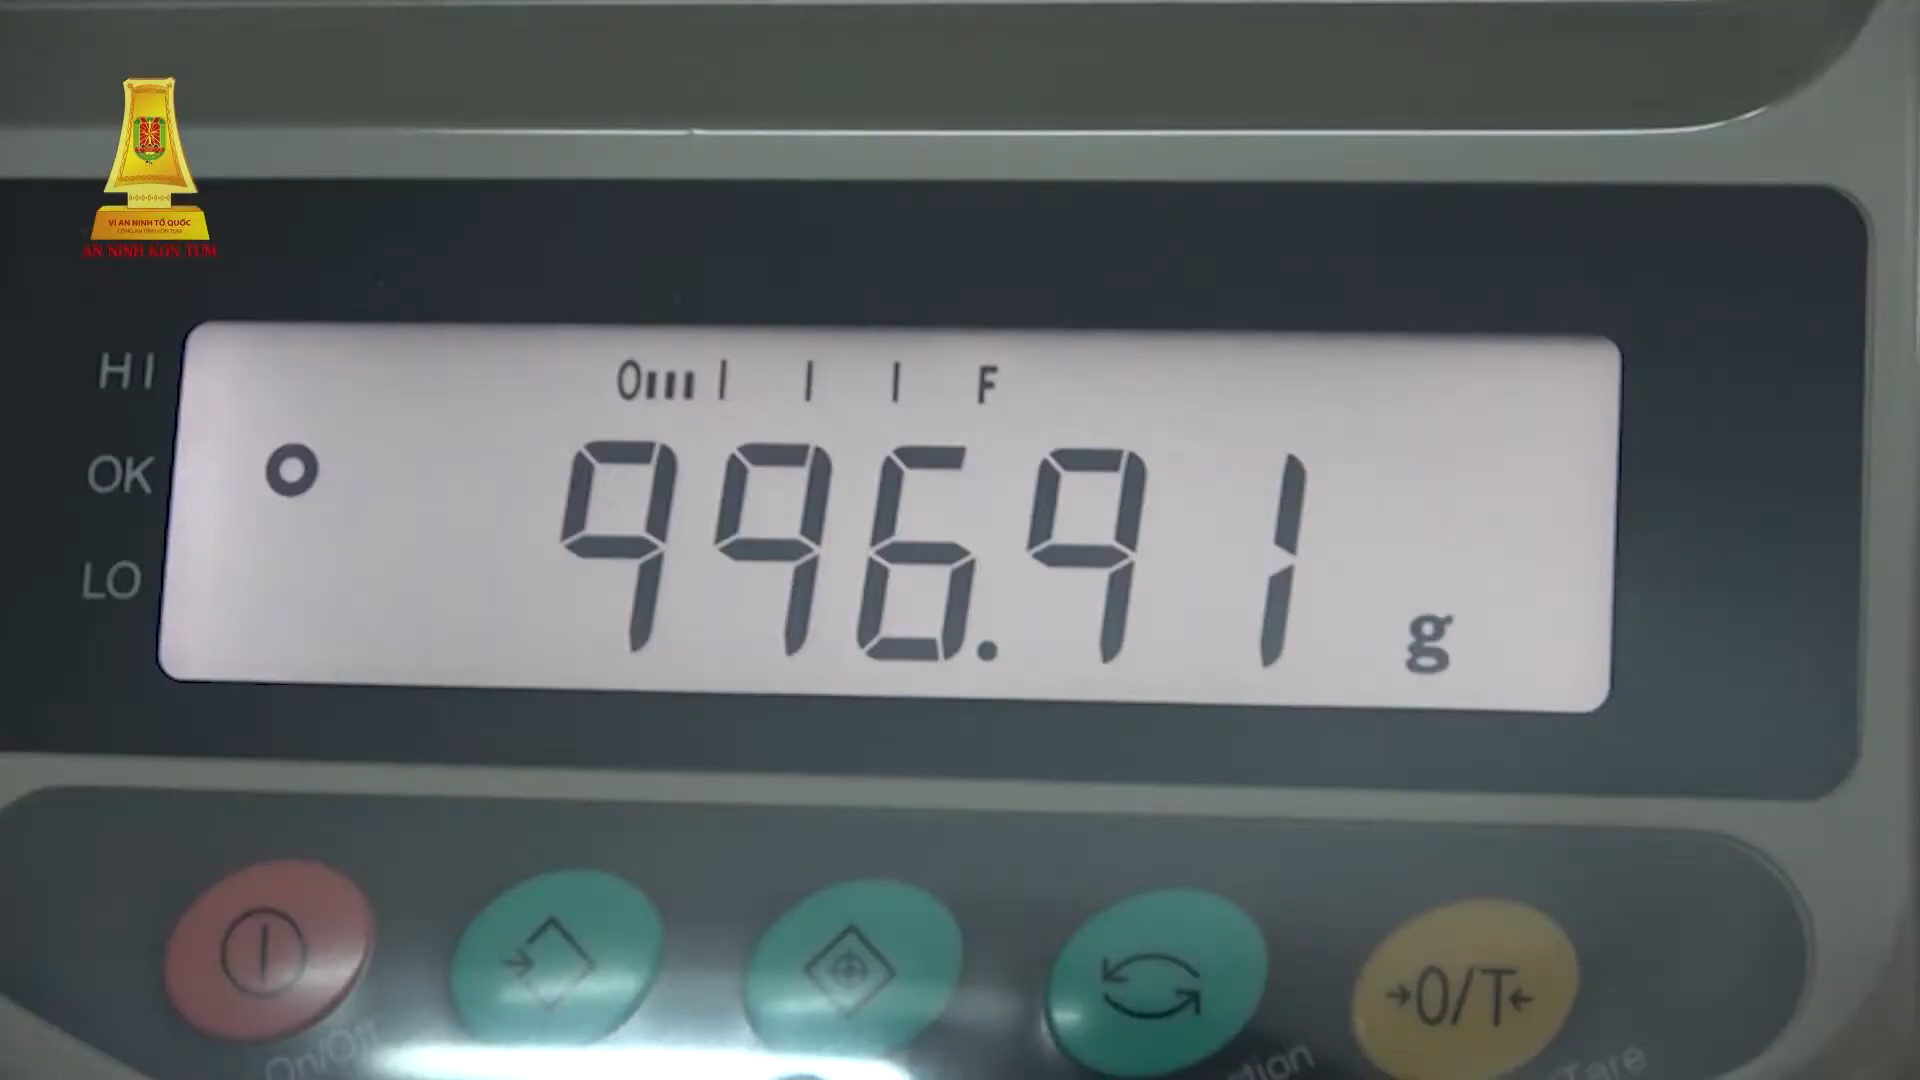 VÌ AN NINH TỔ QUỐC
CÔNG AN TỈNH KON TUM
AN NINH KON TUM
HI
OK
LO
0 F
996.91 g
→0/T←
On/Off
Tare